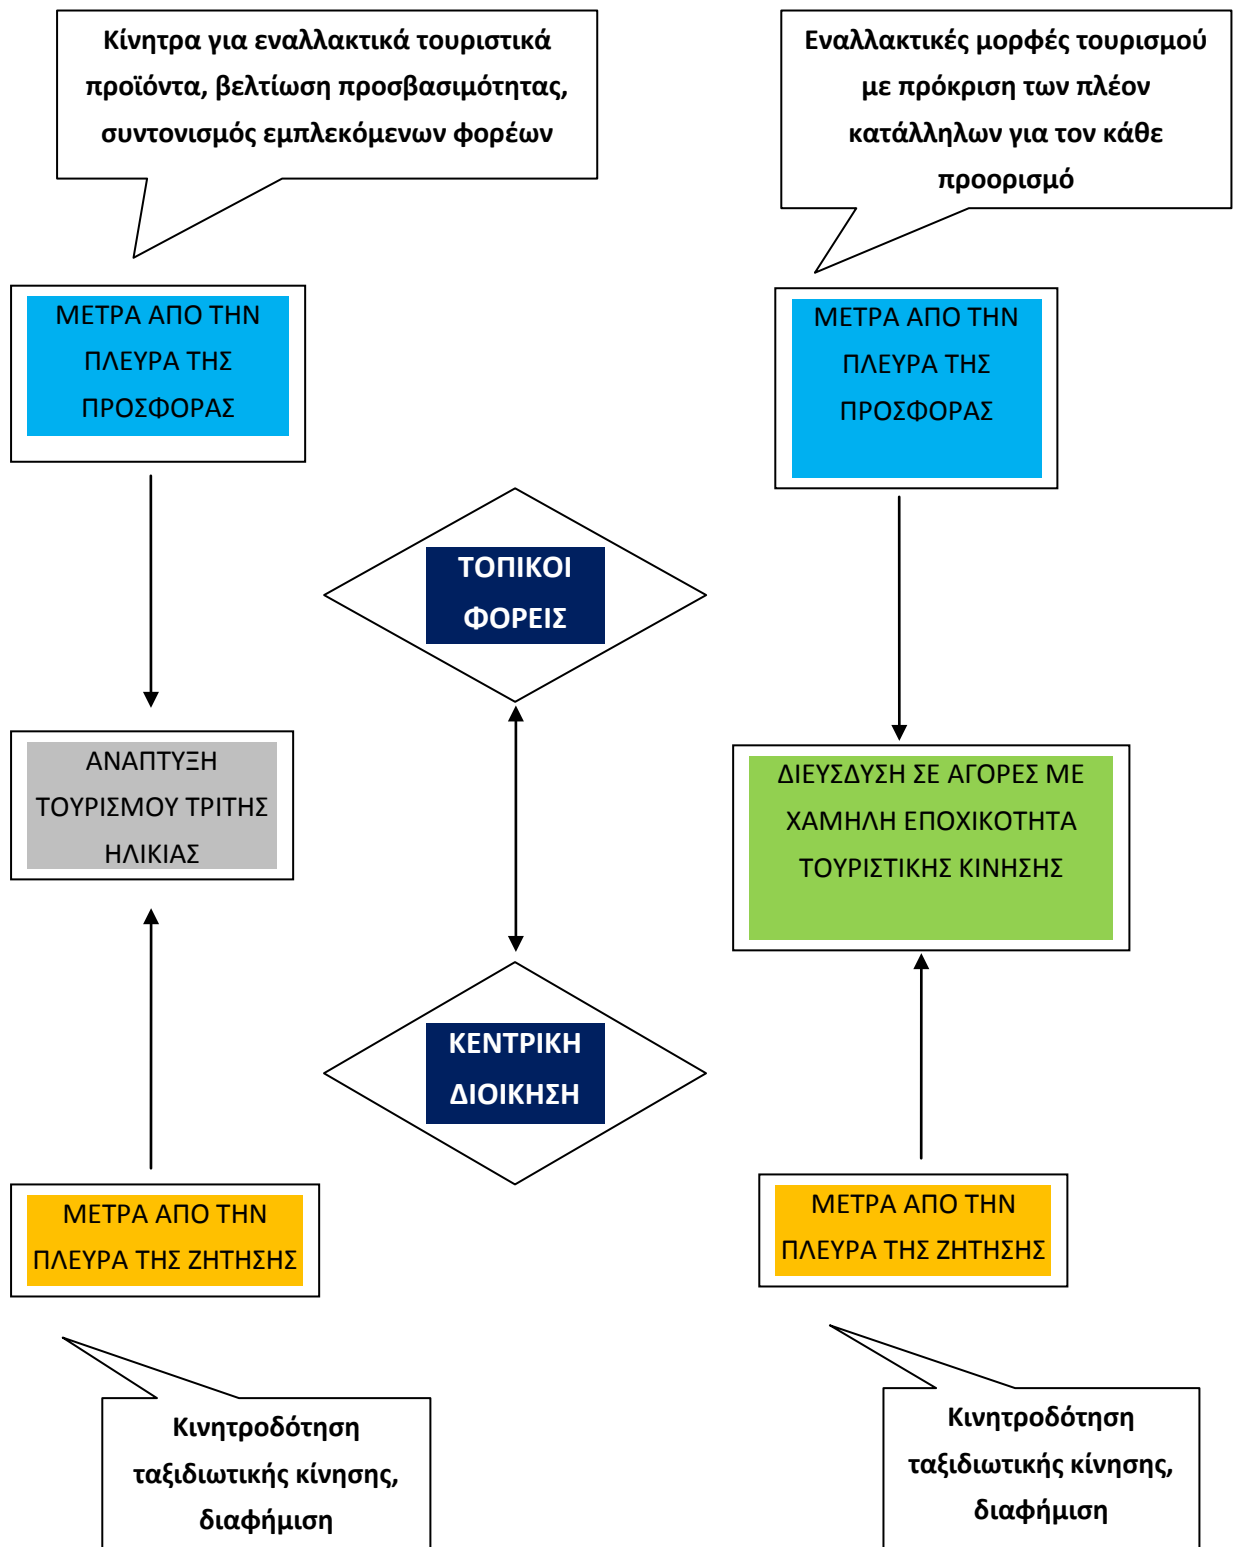 Κίνητρα για εναλλακτικά τουριστικά
προϊόντα, βελτίωση προσβασιμότητας,
συντονισμός εμπλεκόμενων φορέων
Εναλλακτικές μορφές τουρισμού
με πρόκριση των πλέον
κατάλληλων για τον κάθε
προορισμό
ΜΕΤΡΑ ΑΠΟ ΤΗΝ
ΠΛΕΥΡΑ ΤΗΣ
ΠΡΟΣΦΟΡΑΣ
ΜΕΤΡΑ ΑΠΟ ΤΗΝ
ΠΛΕΥΡΑ ΤΗΣ
ΠΡΟΣΦΟΡΑΣ
ΤΟΠΙΚΟΙ
ΦΟΡΕΙΣ
ΑΝΑΠΤΥΞΗ
ΤΟΥΡΙΣΜΟΥ ΤΡΙΤΗΣ
ΗΛΙΚΙΑΣ
ΔΙΕΥΣΔΥΣΗ ΣΕ ΑΓΟΡΕΣ ΜΕ
ΧΑΜΗΛΗ ΕΠΟΧΙΚΟΤΗΤΑ
ΤΟΥΡΙΣΤΙΚΗΣ ΚΙΝΗΣΗΣ
ΚΕΝΤΡΙΚΗ
ΔΙΟΙΚΗΣΗ
ΜΕΤΡΑ ΑΠΟ ΤΗΝ
ΠΛΕΥΡΑ ΤΗΣ ΖΗΤΗΣΗΣ
ΜΕΤΡΑ ΑΠΟ ΤΗΝ
ΠΛΕΥΡΑ ΤΗΣ ΖΗΤΗΣΗΣ
Κινητροδότηση
ταξιδιωτικής κίνησης,
διαφήμιση
Κινητροδότηση
ταξιδιωτικής κίνησης,
διαφήμιση